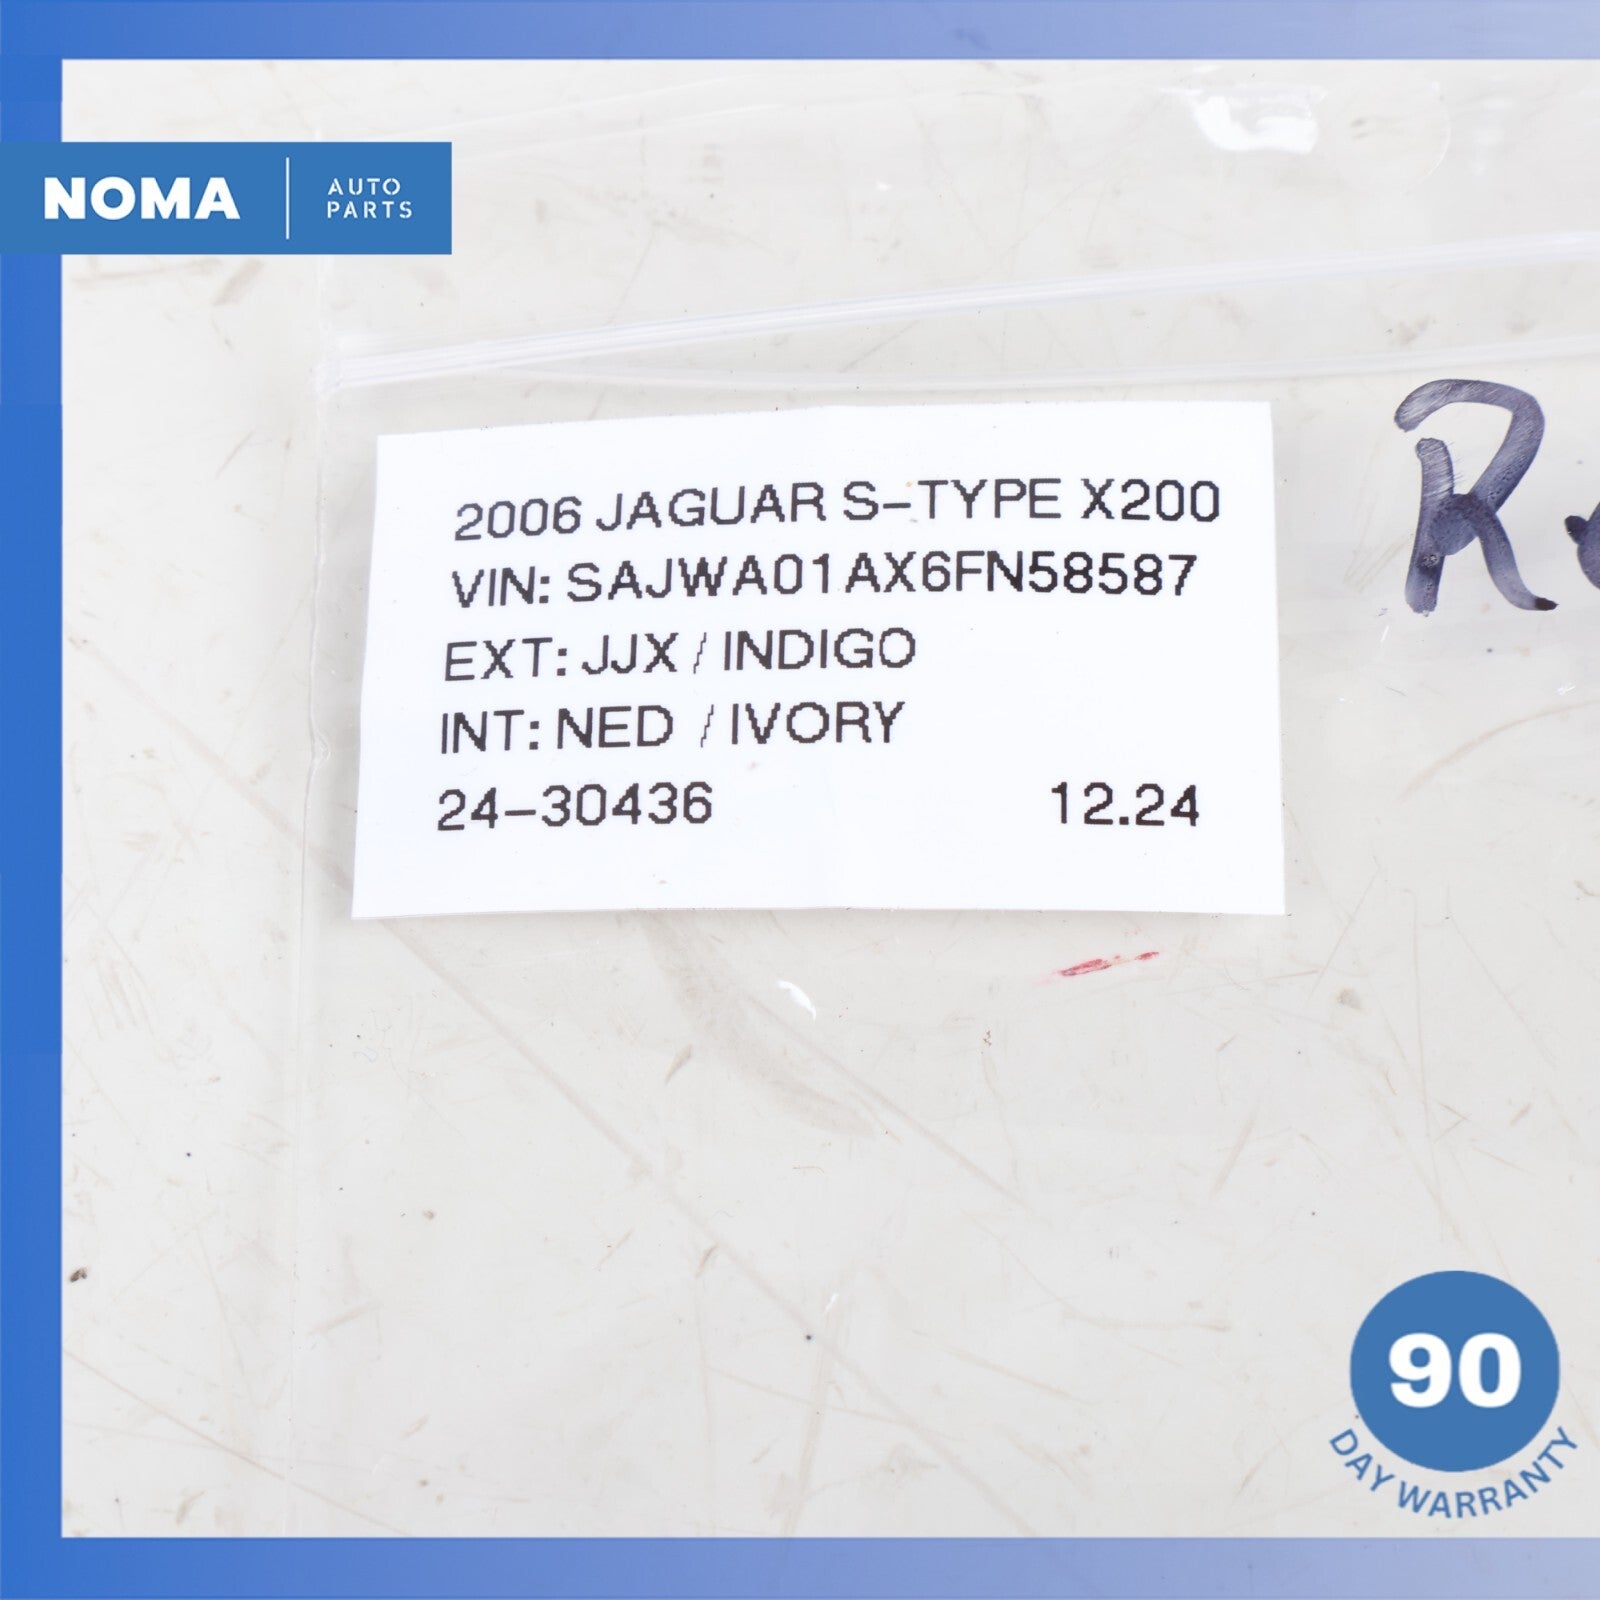 NOMA
AUTO
PARTS
2006 JAGUAR S-TYPE X200
VIN: SAJWA01AX6FN58587
EXT: JJX / INDIGO
INT: NED / IVORY
24-30436 12.24
90
DAY WARRANTY